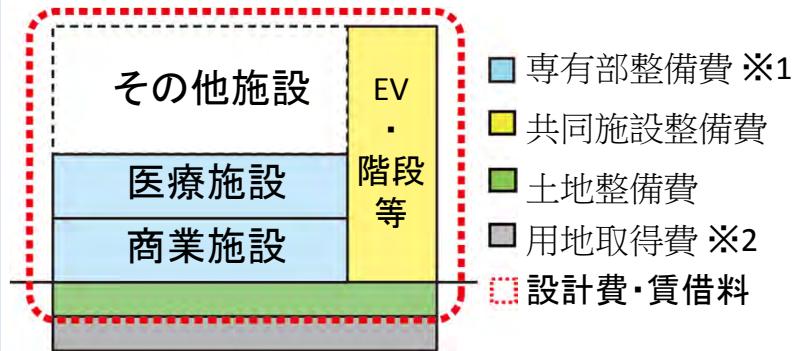 その他施設
医療施設
商業施設
EV
・
階段
等
専有部整備費 ※1
共同施設整備費
土地整備費
用地取得費 ※2
設計費・賃借料